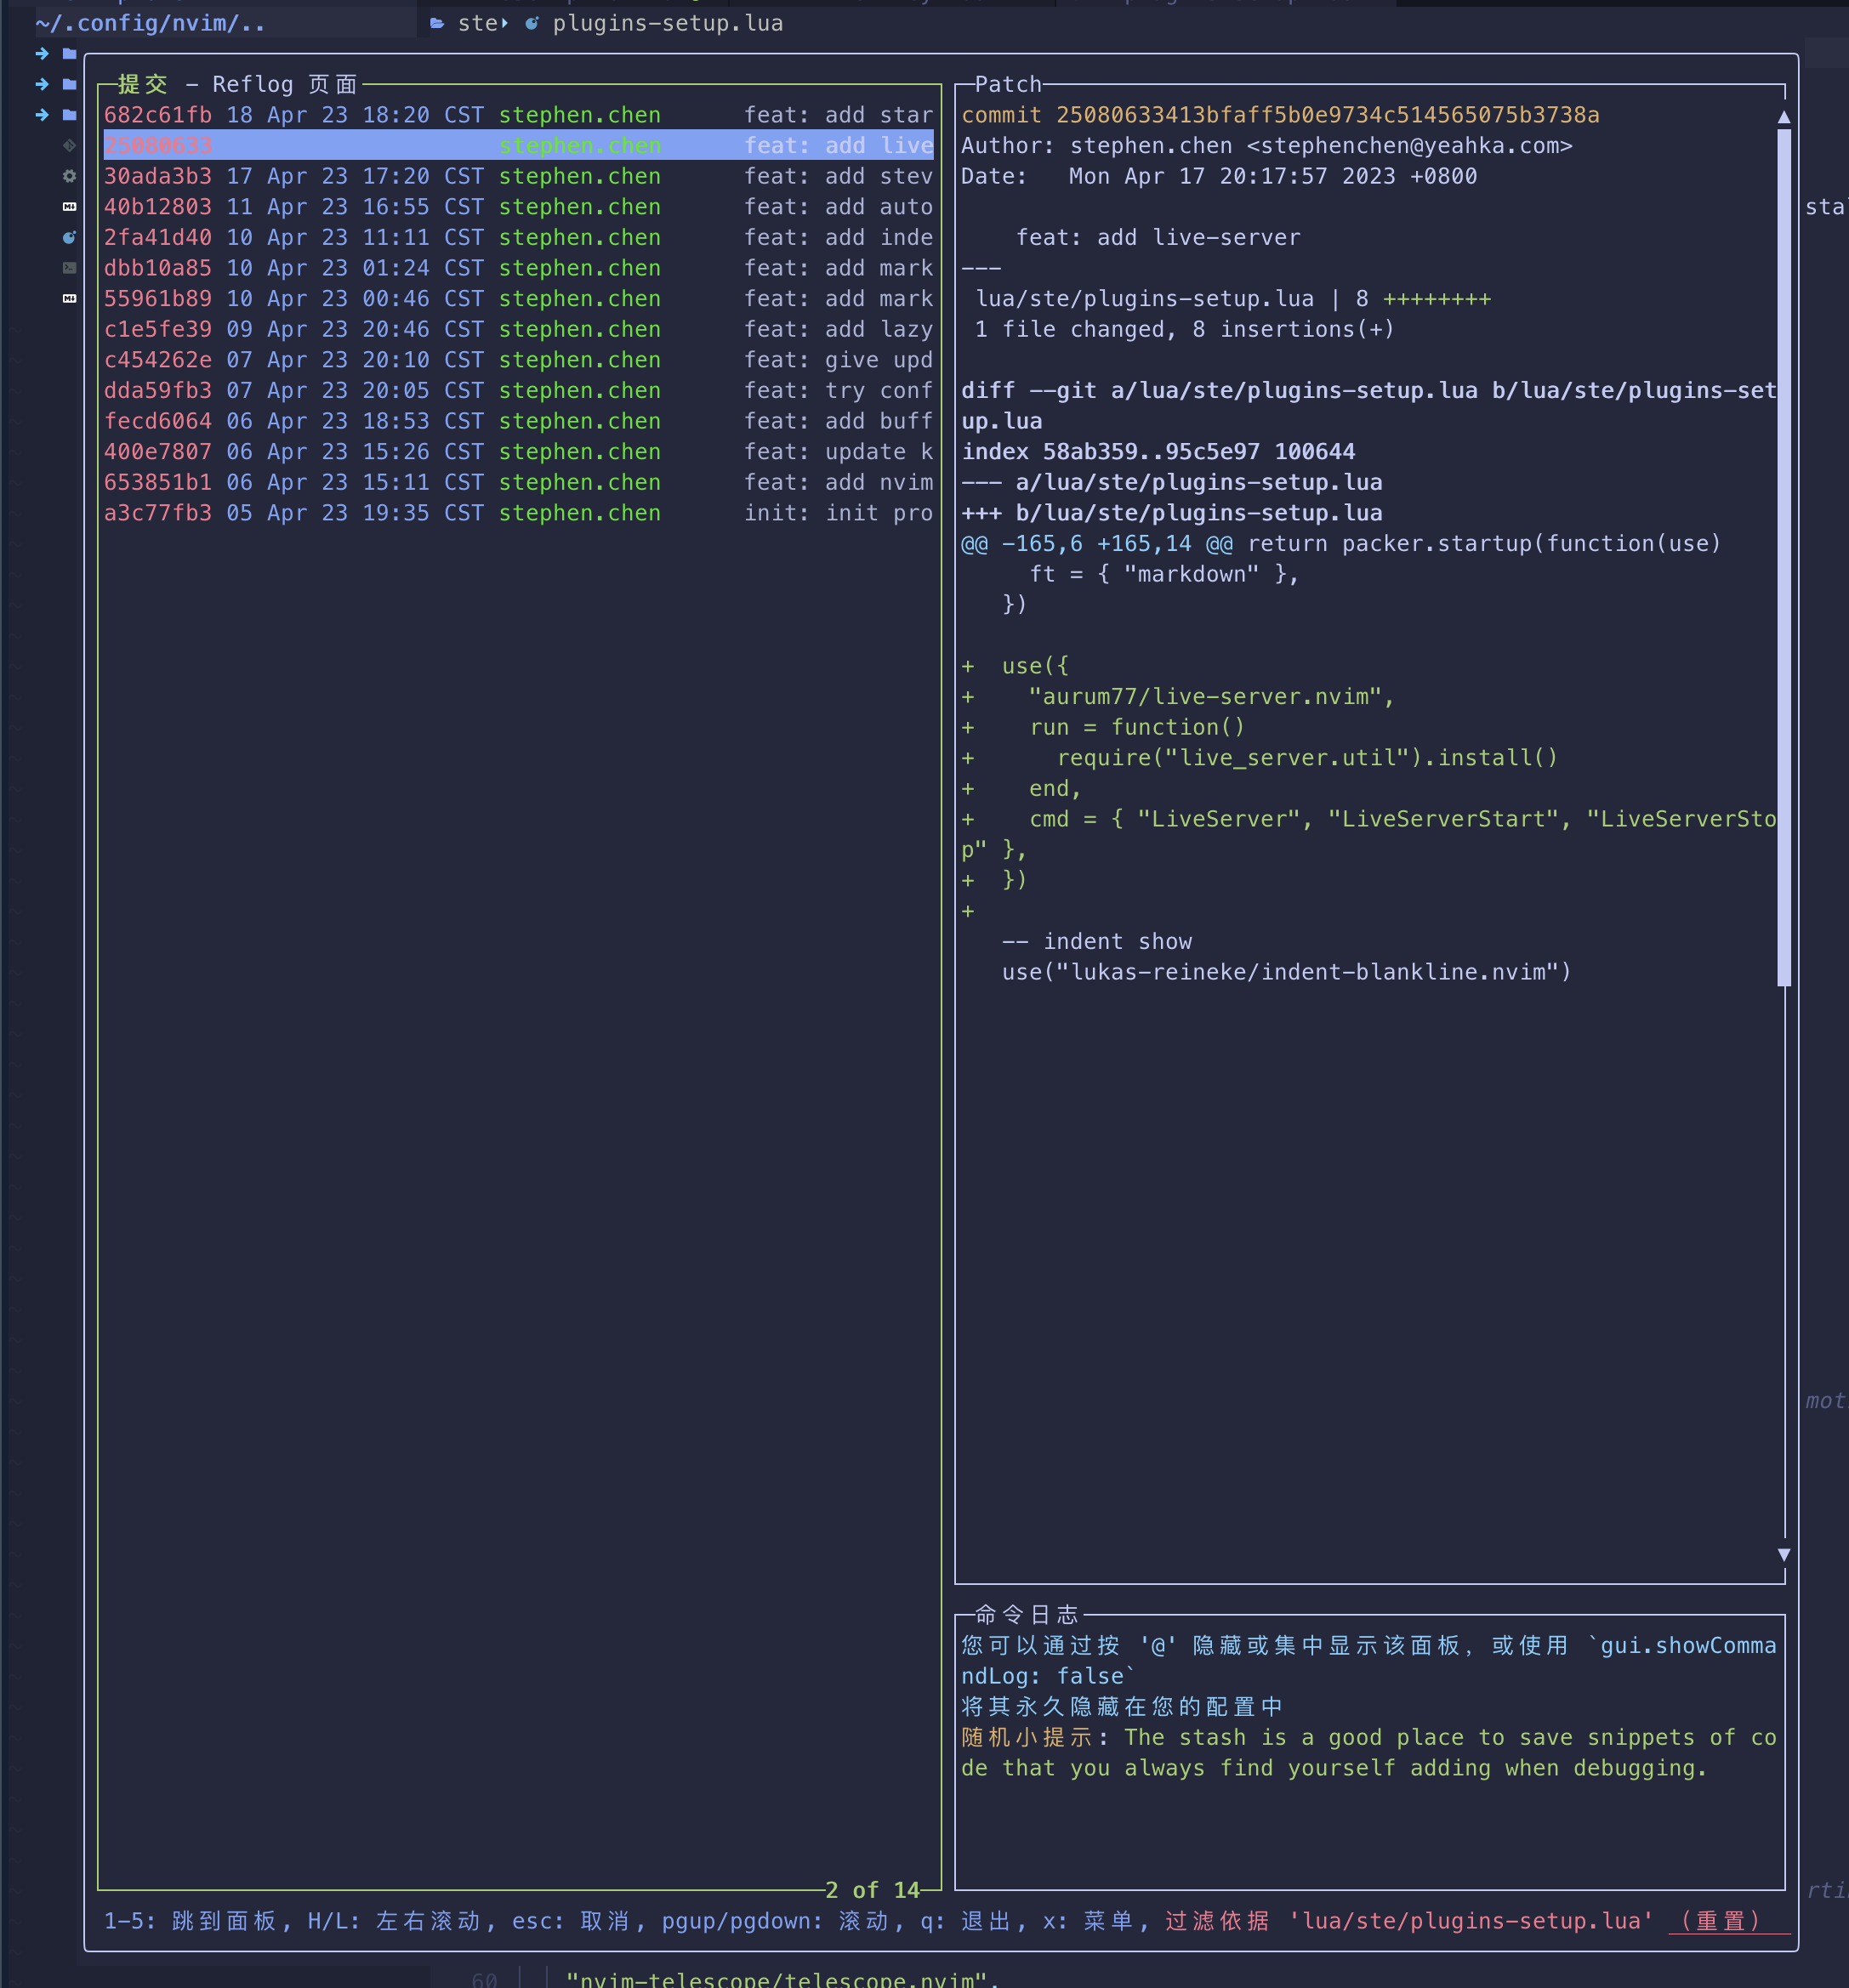 ~/.config/nvim/..
ste plugins-setup.lua
提交 - Reflog 页面
682c61fb 18 Apr 23 18:20 CST stephen.chen feat: add star
25080633 stephen.chen feat: add live
30ada3b3 17 Apr 23 17:20 CST stephen.chen feat: add stev
40b12803 11 Apr 23 16:55 CST stephen.chen feat: add auto
2fa41d40 10 Apr 23 11:11 CST stephen.chen feat: add inde
dbb10a85 10 Apr 23 01:24 CST stephen.chen feat: add mark
55961b89 10 Apr 23 00:46 CST stephen.chen feat: add mark
c1e5fe39 09 Apr 23 20:46 CST stephen.chen feat: add lazy
c454262e 07 Apr 23 20:10 CST stephen.chen feat: give upd
dda59fb3 07 Apr 23 20:05 CST stephen.chen feat: try conf
fecd6064 06 Apr 23 18:53 CST stephen.chen feat: add buff
400e7807 06 Apr 23 15:26 CST stephen.chen feat: update k
653851b1 06 Apr 23 15:11 CST stephen.chen feat: add nvim
a3c77fb3 05 Apr 23 19:35 CST stephen.chen init: init pro
2 of 14
Patch
commit 25080633413bfaff5b0e9734c514565075b3738a
Author: stephen.chen <stephenchen@yeahka.com>
Date:   Mon Apr 17 20:17:57 2023 +0800
feat: add live-server
---
lua/ste/plugins-setup.lua | 8 ++++++++
1 file changed, 8 insertions(+)
diff --git a/lua/ste/plugins-setup.lua b/lua/ste/plugins-set
up.lua
index 58ab359..95c5e97 100644
--- a/lua/ste/plugins-setup.lua
+++ b/lua/ste/plugins-setup.lua
@@ -165,6 +165,14 @@ return packer.startup(function(use)
ft = { "markdown" },
})
+  use({
+    "aurum77/live-server.nvim",
+    run = function()
+      require("live_server.util").install()
+    end,
+    cmd = { "LiveServer", "LiveServerStart", "LiveServerSto
p" },
+  })
+
-- indent show
use("lukas-reineke/indent-blankline.nvim")
命令日志
您可以通过按 '@' 隐藏或集中显示该面板，或使用 `gui.showComma
ndLog: false`
将其永久隐藏在您的配置中
随机小提示: The stash is a good place to save snippets of co
de that you always find yourself adding when debugging.
1-5: 跳到面板, H/L: 左右滚动, esc: 取消, pgup/pgdown: 滚动, q: 退出, x: 菜单, 过滤依据 'lua/ste/plugins-setup.lua' (重置)
mot
rti
60 "nvim-telescope/telescope.nvim",